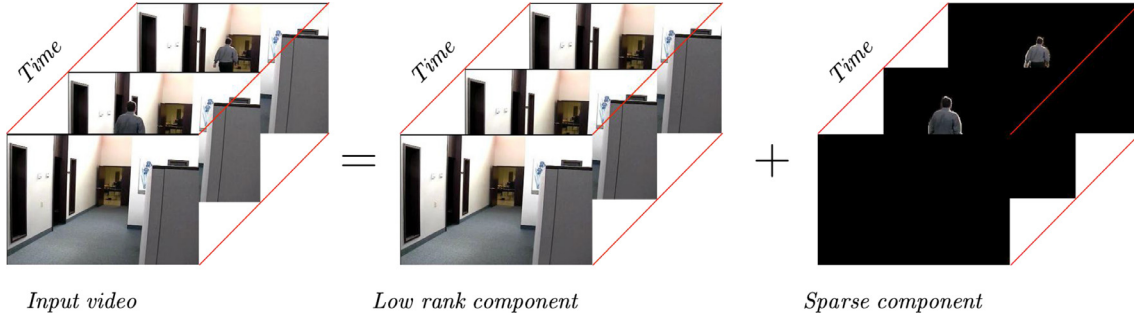 Time
Time
Time
=
+
Input video
Low rank component
Sparse component